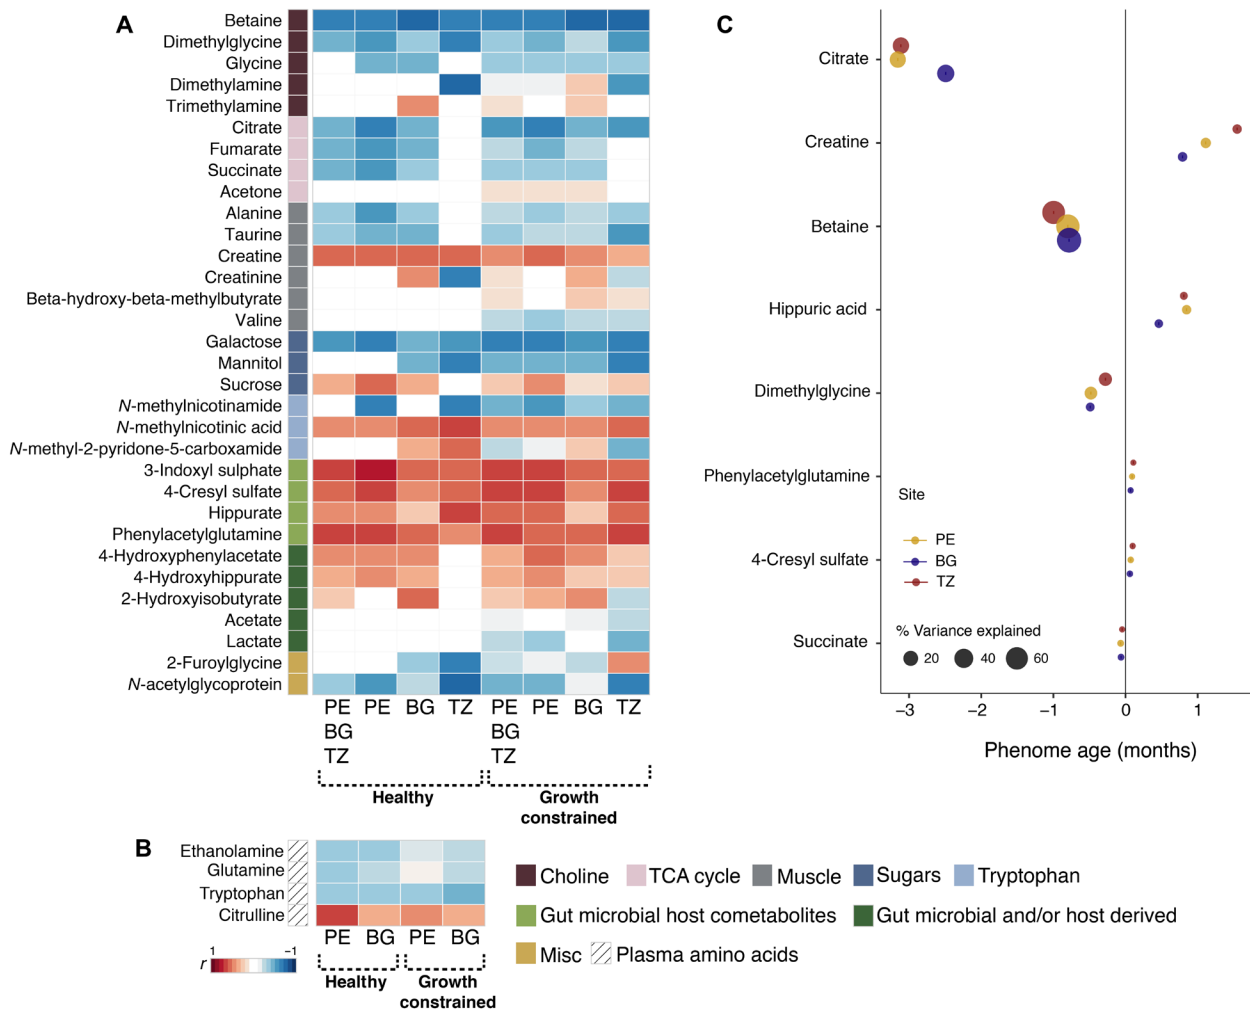 A
Betaine
Dimethylglycine
Glycine
Dimethylamine
Trimethylamine
Citrate
Fumarate
Succinate
Acetone
Alanine
Taurine
Creatine
Creatinine
Beta-hydroxy-beta-methylbutyrate
Valine
Galactose
Mannitol
Sucrose
N-methylnicotinamide
N-methylnicotinic acid
N-methyl-2-pyridone-5-carboxamide
3-Indoxyl sulphate
4-Cresyl sulfate
Hippurate
Phenylacetylglutamine
4-Hydroxyphenylacetate
4-Hydroxyhippurate
2-Hydroxyisobutyrate
Acetate
Lactate
2-Furoylglycine
N-acetylglycoprotein
PE PE BG TZ PE PE BG TZ
BG BG
TZ TZ
Healthy Growth
constrained
B
Ethanolamine
Glutamine
Tryptophan
Citrulline
PE BG PE BG
1 −1
r
Healthy Growth
constrained
C
Citrate
Creatine
Betaine
Hippuric acid
Dimethylglycine
Phenylacetylglutamine
4-Cresyl sulfate
Succinate
Site
PE
BG
TZ
% Variance explained
20 40 60
−3 −2 −1 0 1
Phenome age (months)
Choline TCA cycle Muscle Sugars Tryptophan
Gut microbial host cometabolites Gut microbial and/or host derived
Misc Plasma amino acids